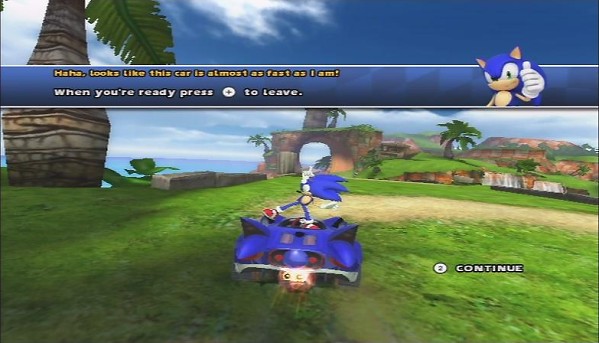 Haha, looks like this car is almost as fast as I am!
When you're ready press + to leave.
2 CONTINUE